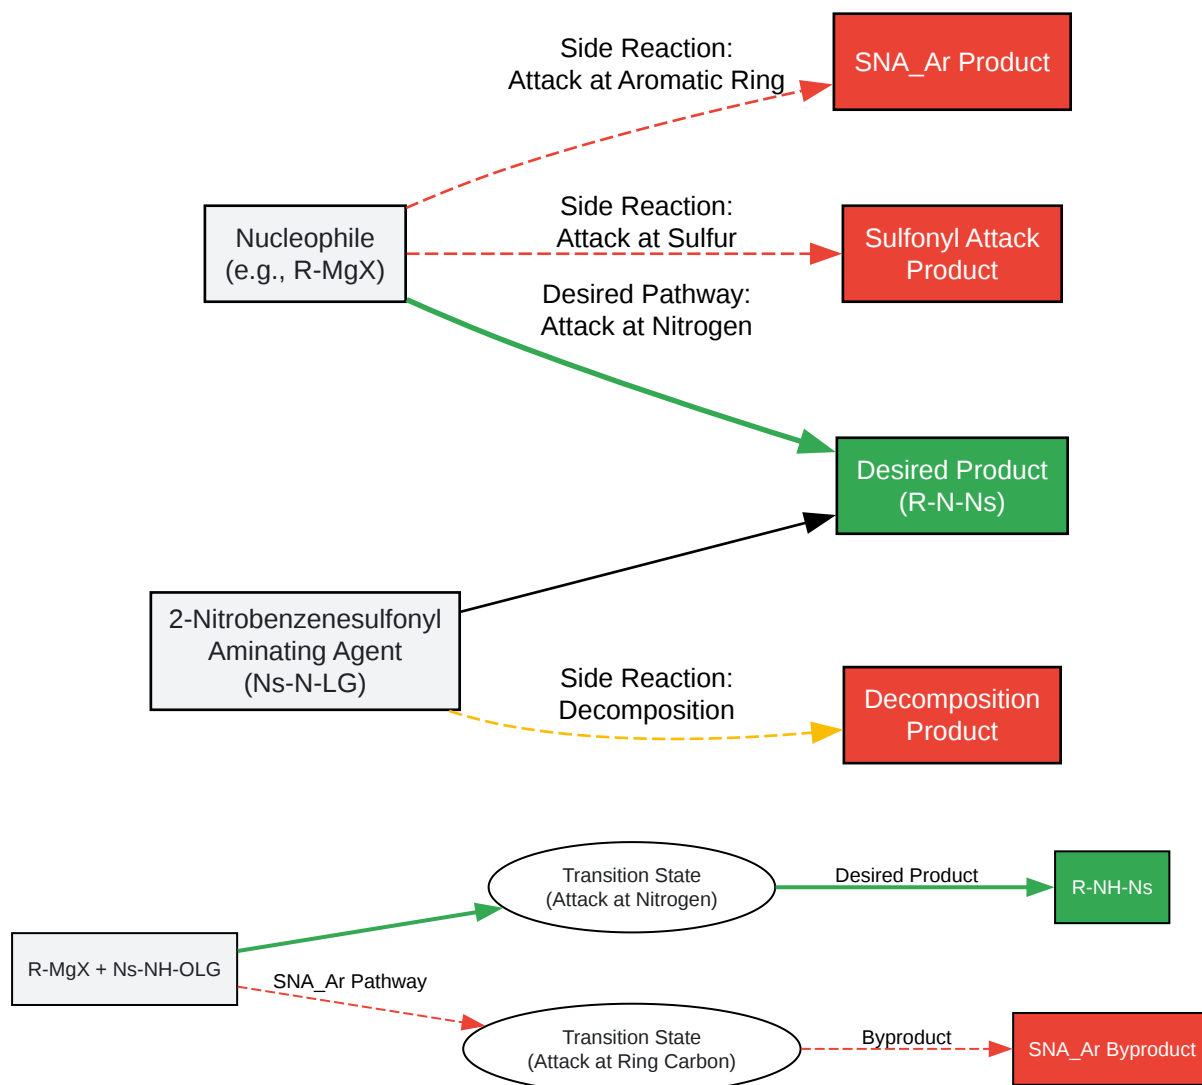 Side Reaction:
Attack at Aromatic Ring
SNA_Ar Product
Nucleophile
(e.g., R-MgX)
Side Reaction:
Attack at Sulfur
Sulfonyl Attack
Product
Desired Pathway:
Attack at Nitrogen
Desired Product
(R-N-Ns)
2-Nitrobenzenesulfonyl
Aminating Agent
(Ns-N-LG)
Side Reaction:
Decomposition
Decomposition
Product
Transition State
(Attack at Nitrogen)
Desired Product
R-NH-Ns
R-MgX + Ns-NH-OLG
SNA_Ar Pathway
Transition State
(Attack at Ring Carbon)
Byproduct
SNA_Ar Byproduct